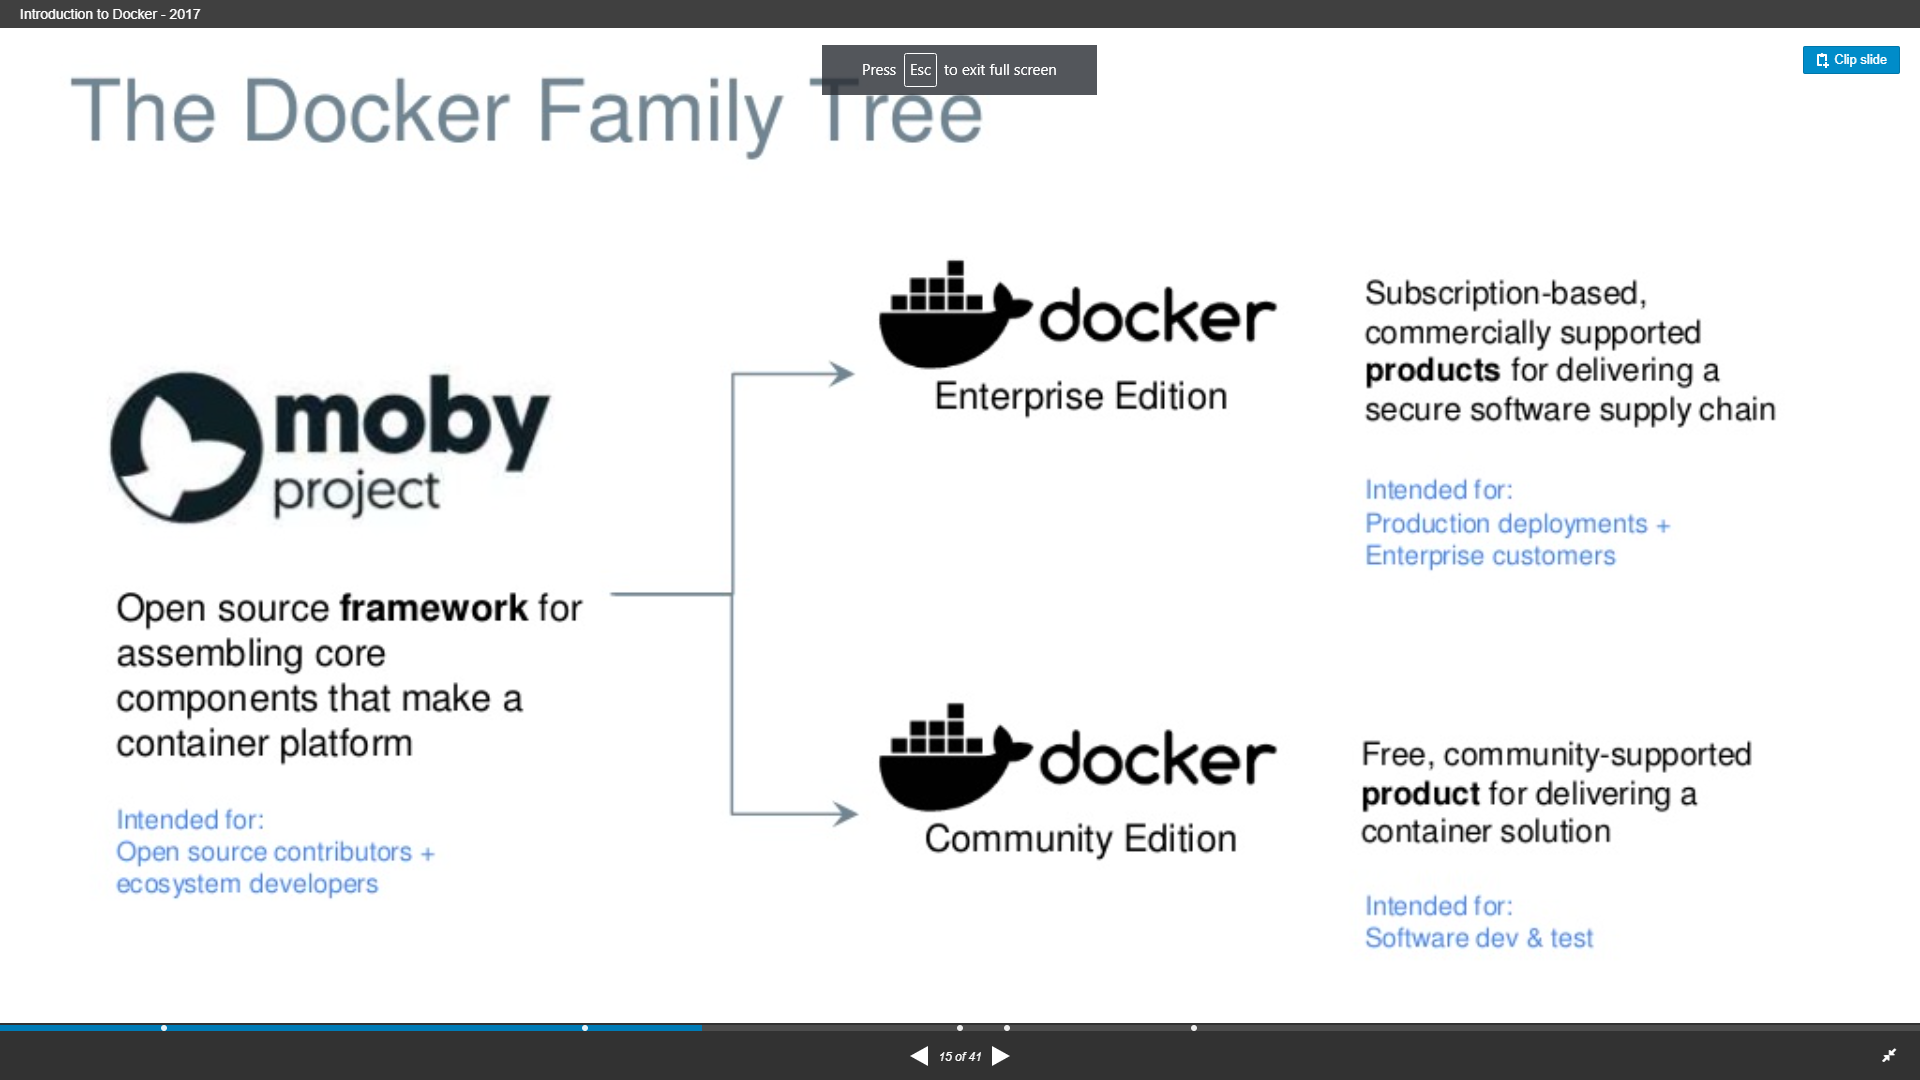 Introduction to Docker - 2017
Press Esc to exit full screen
Clip slide
The Docker Family Tree
moby
project
Open source framework for
assembling core
components that make a
container platform
Intended for:
Open source contributors +
ecosystem developers
docker
Enterprise Edition
Subscription-based,
commercially supported
products for delivering a
secure software supply chain
Intended for:
Production deployments +
Enterprise customers
docker
Community Edition
Free, community-supported
product for delivering a
container solution
Intended for:
Software dev & test
15 of 41